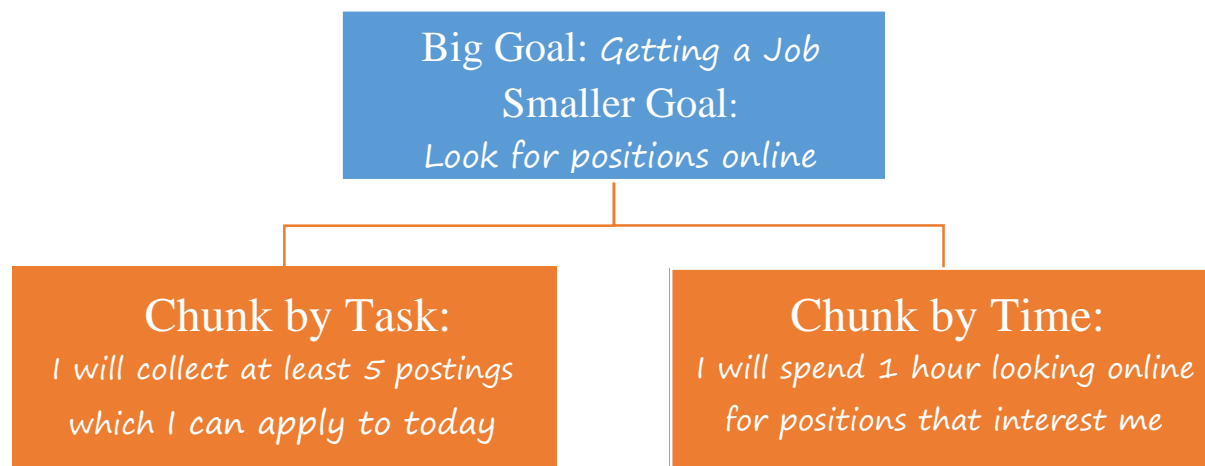 Big Goal: Getting a Job
Smaller Goal:
Look for positions online
Chunk by Task:
I will collect at least 5 postings
which I can apply to today
Chunk by Time:
I will spend 1 hour looking online
for positions that interest me